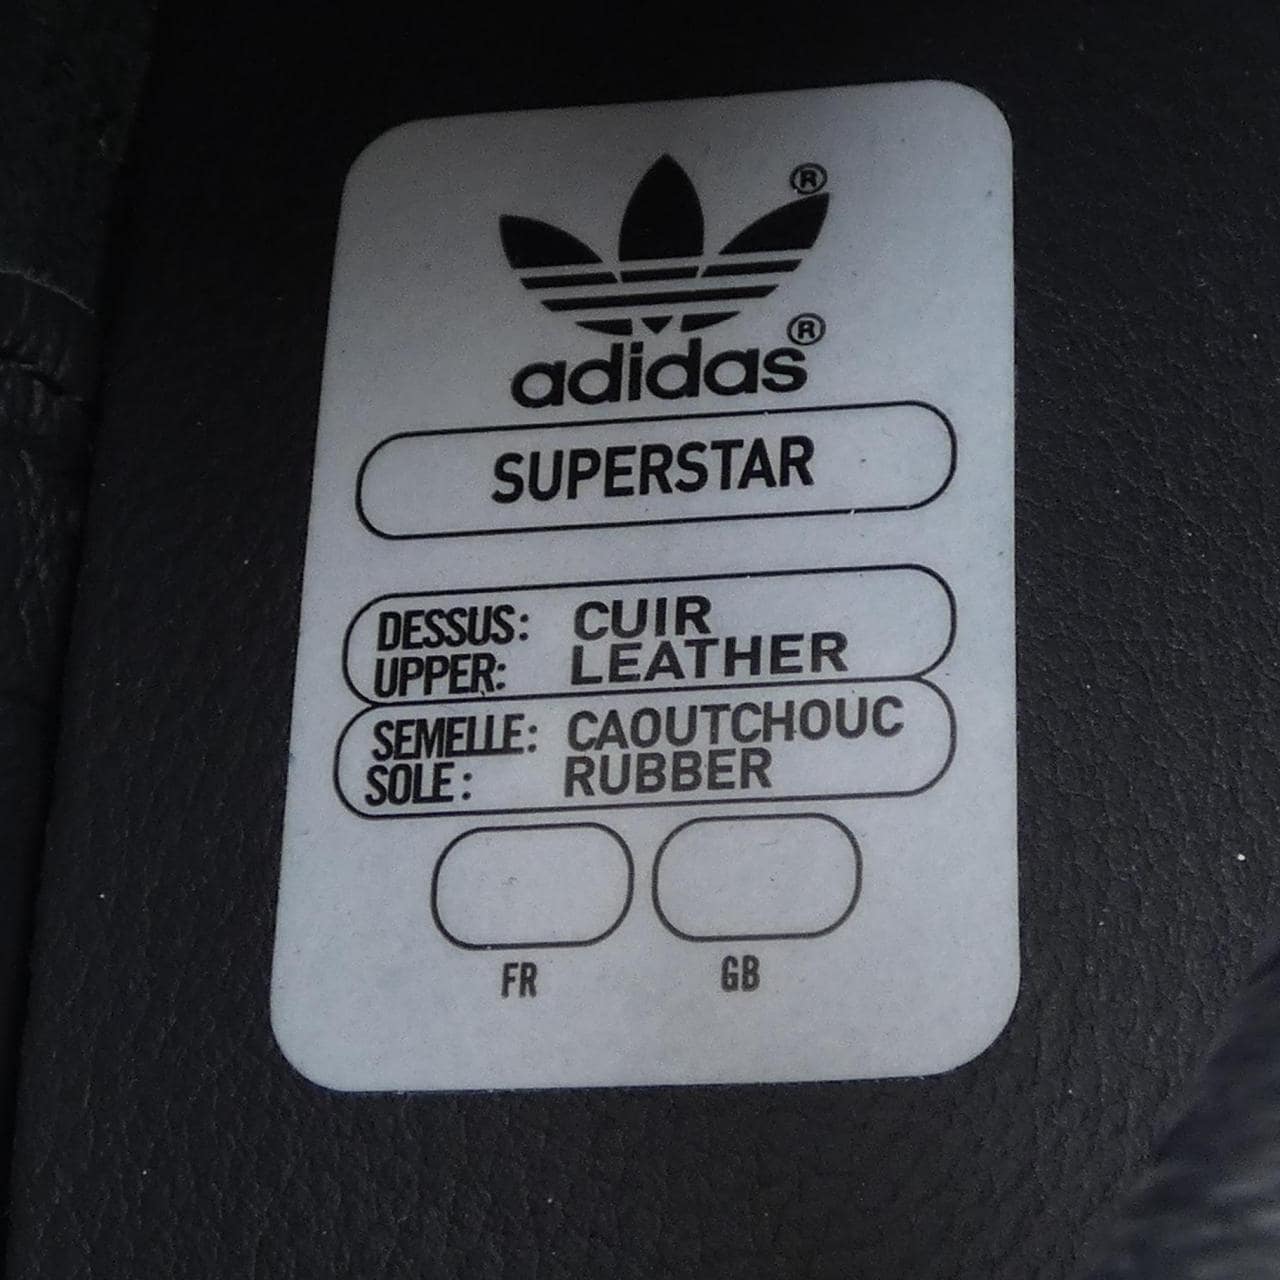 ®
adidas®
SUPERSTAR
DESSUS: CUIR
UPPER: LEATHER
SEMELLE: CAOUTCHOUC
SOLE: RUBBER
FR GB